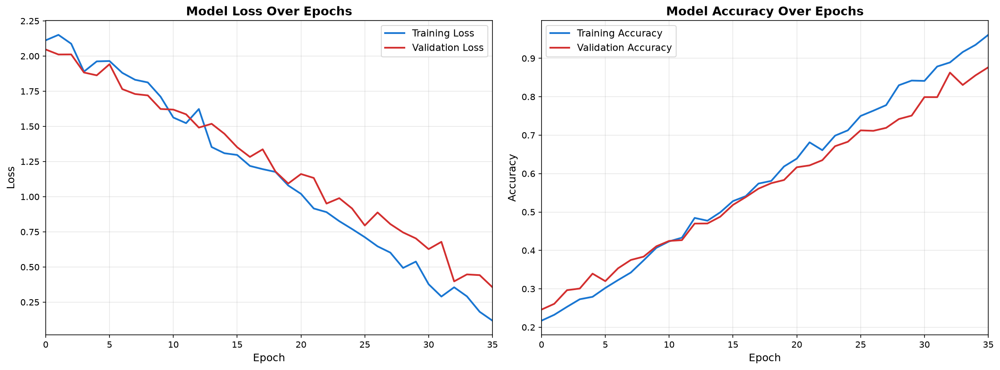 Model Loss Over Epochs
Training Loss
Validation Loss
2.25
2.00
1.75
1.50
1.25
1.00
0.75
0.50
0.25
Loss
0 5 10 15 20 25 30 35
Epoch
Model Accuracy Over Epochs
Training Accuracy
Validation Accuracy
0.9
0.8
0.7
0.6
0.5
0.4
0.3
0.2
Accuracy
0 5 10 15 20 25 30 35
Epoch